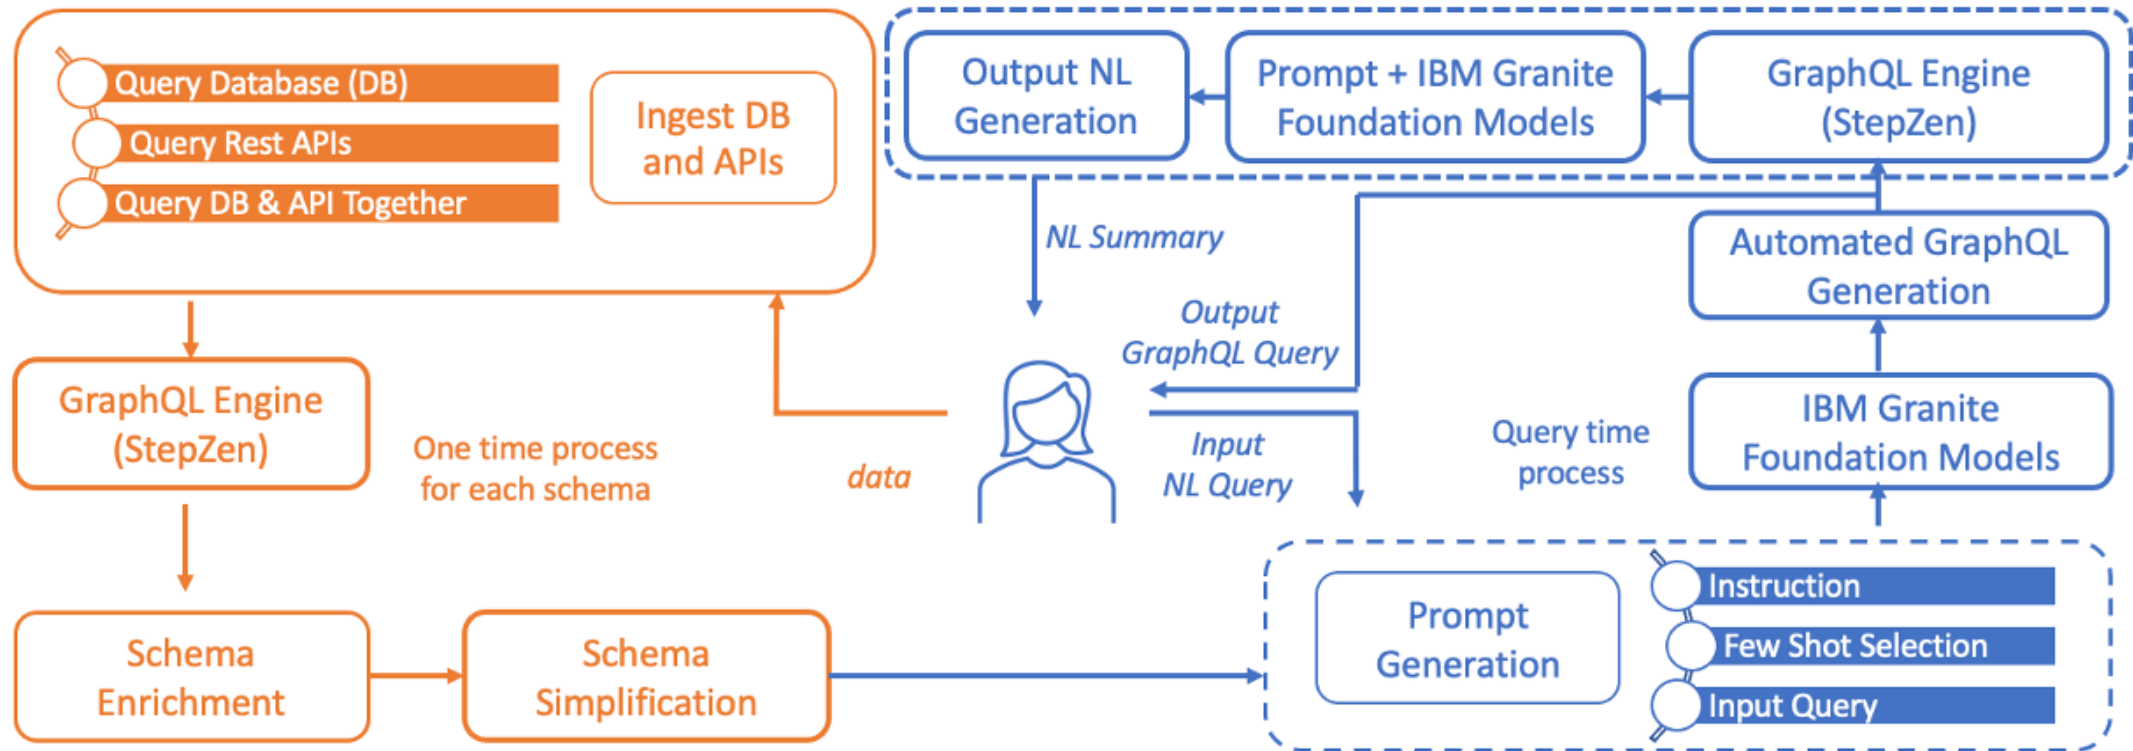 Query Database (DB)
Query Rest APIs
Query DB & API Together
Ingest DB
and APIs
GraphQL Engine
(StepZen)
One time process
for each schema
data
Schema
Enrichment
Schema
Simplification
Output NL
Generation
Prompt + IBM Granite
Foundation Models
GraphQL Engine
(StepZen)
NL Summary
Output
GraphQL Query
Input
NL Query
Automated GraphQL
Generation
IBM Granite
Foundation Models
Query time
process
Prompt
Generation
Instruction
Few Shot Selection
Input Query